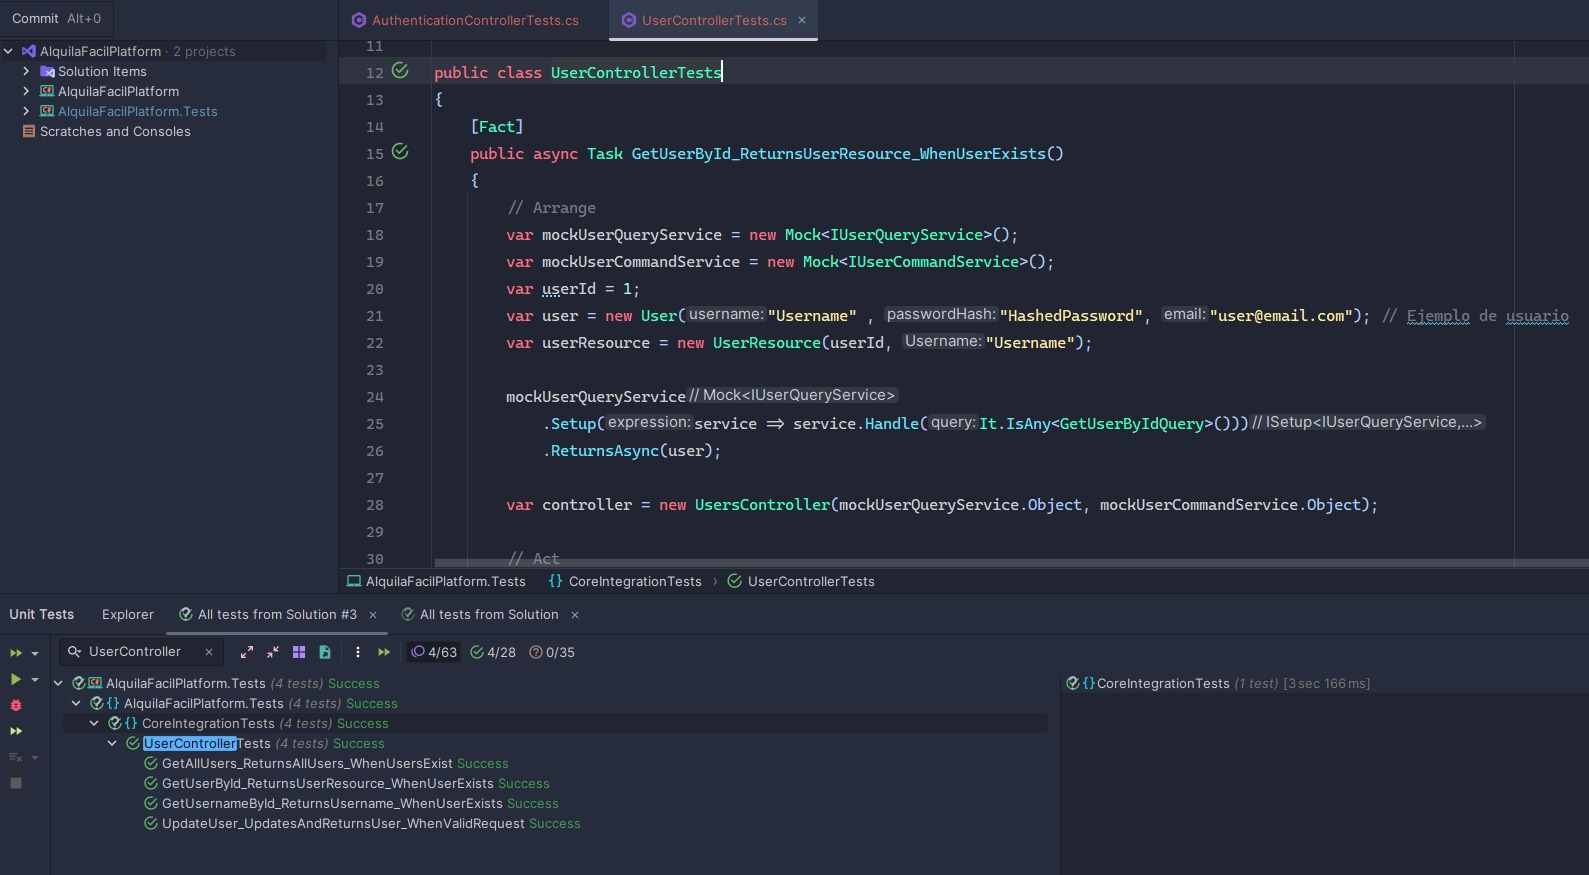 Commit Alt+0
AuthenticationControllerTests.cs
UserControllerTests.cs ×
AlquilaFacilPlatform · 2 projects
Solution Items
AlquilaFacilPlatform
AlquilaFacilPlatform.Tests
Scratches and Consoles
11
12 public class UserControllerTests
13 {
14 [Fact]
15 public async Task GetUserById_ReturnsUserResource_WhenUserExists()
16 {
17 // Arrange
18 var mockUserQueryService = new Mock<IUserQueryService>();
19 var mockUserCommandService = new Mock<IUserCommandService>();
20 var userId = 1;
21 var user = new User(username:"Username" , passwordHash:"HashedPassword", email:"user@email.com"); // Ejemplo de usuario
22 var userResource = new UserResource(userId, Username:"Username");
23
24 mockUserQueryService // Mock<IUserQueryService>
25 .Setup(expression:service => service.Handle(query:It.IsAny<GetUserByIdQuery>())) // ISetup<IUserQueryService,...>
26 .ReturnsAsync(user);
27
28 var controller = new UsersController(mockUserQueryService.Object, mockUserCommandService.Object);
29
30 // Act
AlquilaFacilPlatform.Tests {} CoreIntegrationTests › UserControllerTests
Unit Tests Explorer All tests from Solution #3 × All tests from Solution ×
UserController × 4/63 4/28 0/35
AlquilaFacilPlatform.Tests (4 tests) Success
{} AlquilaFacilPlatform.Tests (4 tests) Success
{} CoreIntegrationTests (4 tests) Success
UserControllerTests (4 tests) Success
GetAllUsers_ReturnsAllUsers_WhenUsersExist Success
GetUserById_ReturnsUserResource_WhenUserExists Success
GetUsernameById_ReturnsUsername_WhenUserExists Success
UpdateUser_UpdatesAndReturnsUser_WhenValidRequest Success
{} CoreIntegrationTests (1 test) [3 sec 166 ms]